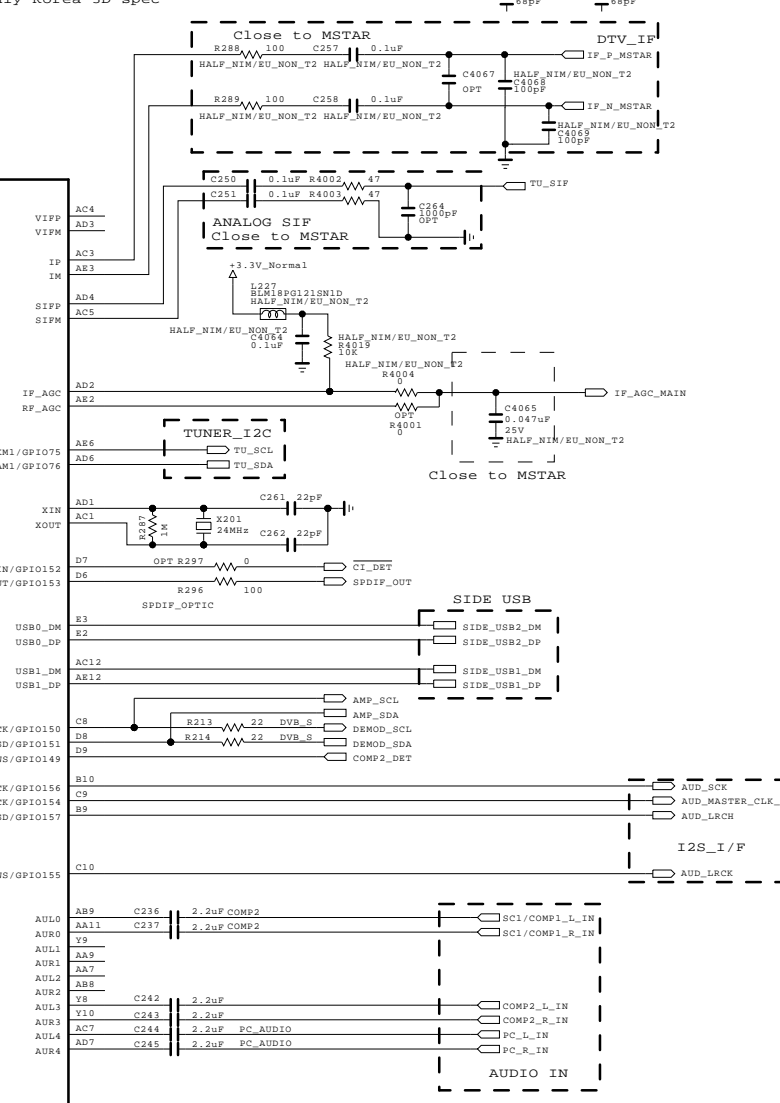 68pF 68pF
Close to MSTAR
DTV_IF
R288 100 C257 0.1uF
IF_P_MSTAR
HALF_NIM/EU_NON_T2 HALF_NIM/EU_NON_T2
C4067
OPT
HALF_NIM/EU_NON_T2
C4068
100pF
R289 100 C258 0.1uF
IF_N_MSTAR
HALF_NIM/EU_NON_T2 HALF_NIM/EU_NON_T2
HALF_NIM/EU_NON_T2
C4069
100pF
C250 0.1uF R4002 47
TU_SIF
C251 0.1uF R4003 47
C264
1000pF
OPT
ANALOG SIF
Close to MSTAR
VIFP AC4
VIFM AD3
IP AC3
IM AE3
SIFP AD4
SIFM AC5
+3.3V_Normal
L227
BLM18PG121SN1D
HALF_NIM/EU_NON_T2
HALF_NIM/EU_NON_T2
C4064
0.1uF
HALF_NIM/EU_NON_T2
R4019
10K
HALF_NIM/EU_NON_T2
R4004
0
IF_AGC AD2
IF_AGC_MAIN
RF_AGC AE2
OPT
R4001
0
C4065
0.047uF
25V
HALF_NIM/EU_NON_T2
Close to MSTAR
TUNER_I2C
M1/GPIO75 AE6
TU_SCL
M1/GPIO76 AD6
TU_SDA
XIN AD1
XOUT AC1
R287
1M
X201
24MHz
C261 22pF
C262 22pF
IN/GPIO152 D7
OPT R297 0
CI_DET
UT/GPIO153 D6
R296 100
SPDIF_OUT
SPDIF_OPTIC
SIDE USB
USB0_DM E3
SIDE_USB2_DM
USB0_DP E2
SIDE_USB2_DP
USB1_DM AC12
SIDE_USB1_DM
USB1_DP AE12
SIDE_USB1_DP
AMP_SCL
AMP_SDA
CK/GPIO150 C8
R213 22 DVB_S
DEMOD_SCL
SD/GPIO151 D8
R214 22 DVB_S
DEMOD_SDA
WS/GPIO149 D9
COMP2_DET
CK/GPIO156 B10
AUD_SCK
CK/GPIO154 C9
AUD_MASTER_CLK_
SD/GPIO157 B9
AUD_LRCH
I2S_I/F
WS/GPIO155 C10
AUD_LRCK
AUL0 AB9 C236 2.2uF COMP2
SC1/COMP1_L_IN
AUR0 AA11 C237 2.2uF COMP2
SC1/COMP1_R_IN
AUL1 Y9
AUR1 AA9
AUL2 AA7
AUR2 AB8
AUL3 Y8 C242 2.2uF
COMP2_L_IN
AUR3 Y10 C243 2.2uF
COMP2_R_IN
AUL4 AC7 C244 2.2uF PC_AUDIO
PC_L_IN
AUR4 AD7 C245 2.2uF PC_AUDIO
PC_R_IN
AUDIO IN